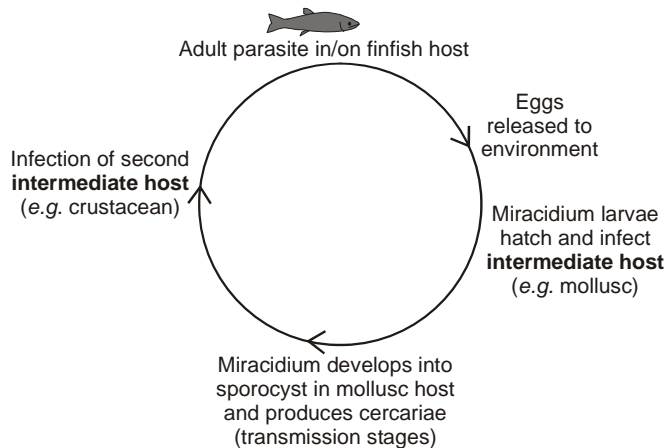 Adult parasite in/on finfish host
Eggs
released to
environment
Miracidium larvae
hatch and infect
intermediate host
(e.g. mollusc)
Miracidium develops into
sporocyst in mollusc host
and produces cercariae
(transmission stages)
Infection of second
intermediate host
(e.g. crustacean)